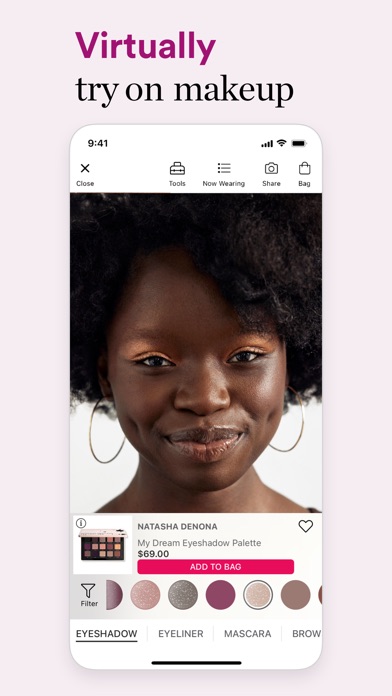 Virtually
try on makeup
9:41
Close
Tools
Now Wearing
Share
Bag
NATASHA DENONA
My Dream Eyeshadow Palette
$69.00
ADD TO BAG
Filter
EYESHADOW
EYELINER
MASCARA
BROW